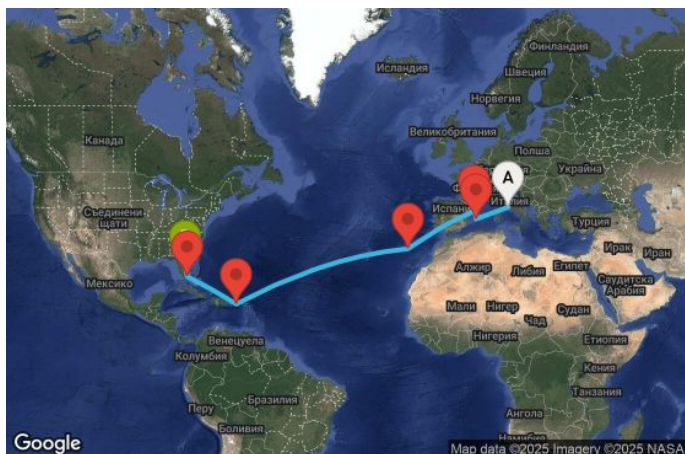 Исландия
Финландия
Швеция
Норвегия
Канада
Великобритания
Полша
Украйна
A
Италия
Съединени
щати
Турция
Ирак
Иран
Алжир
Либия
Египет
Саудитска
Арабия
Мексико
Мали
Нигер
Чад
Судан
Венецуела
Нигерия
Етиопия
Колумбия
Кения
Танзания
Перу
Бразилия
Ангола
Боливия
Намибия
Google
Map data ©2025 Imagery ©2025 NASA